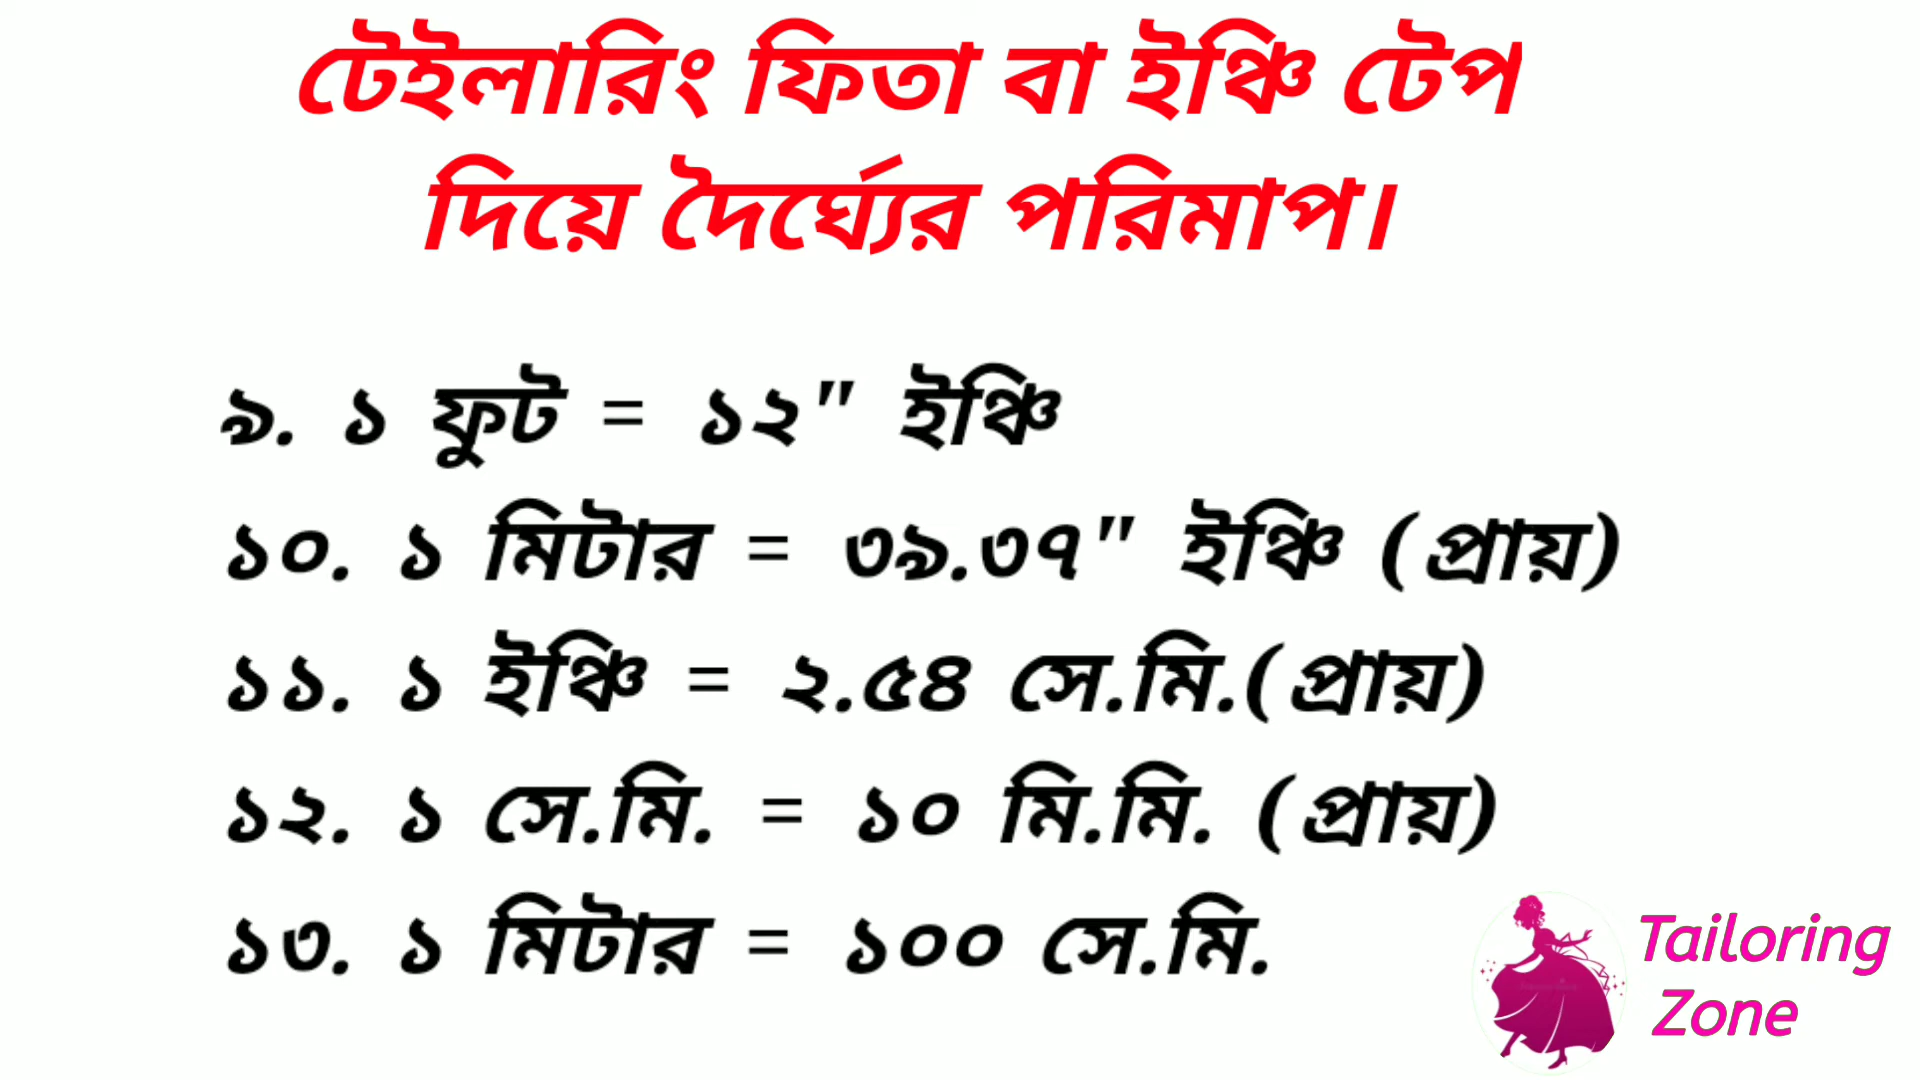 টেইলারিং ফিতা বা ইঞ্চি টেপ
দিয়ে দৈর্ঘ্যের পরিমাপ।
৯. ১ ফুট = ১২" ইঞ্চি
১০. ১ মিটার = ৩৯.৩৭" ইঞ্চি (প্রায়)
১১. ১ ইঞ্চি = ২.৫৪ সে.মি.(প্রায়)
১২. ১ সে.মি. = ১০ মি.মি. (প্রায়)
১৩. ১ মিটার = ১০০ সে.মি.
Tailoring
Zone